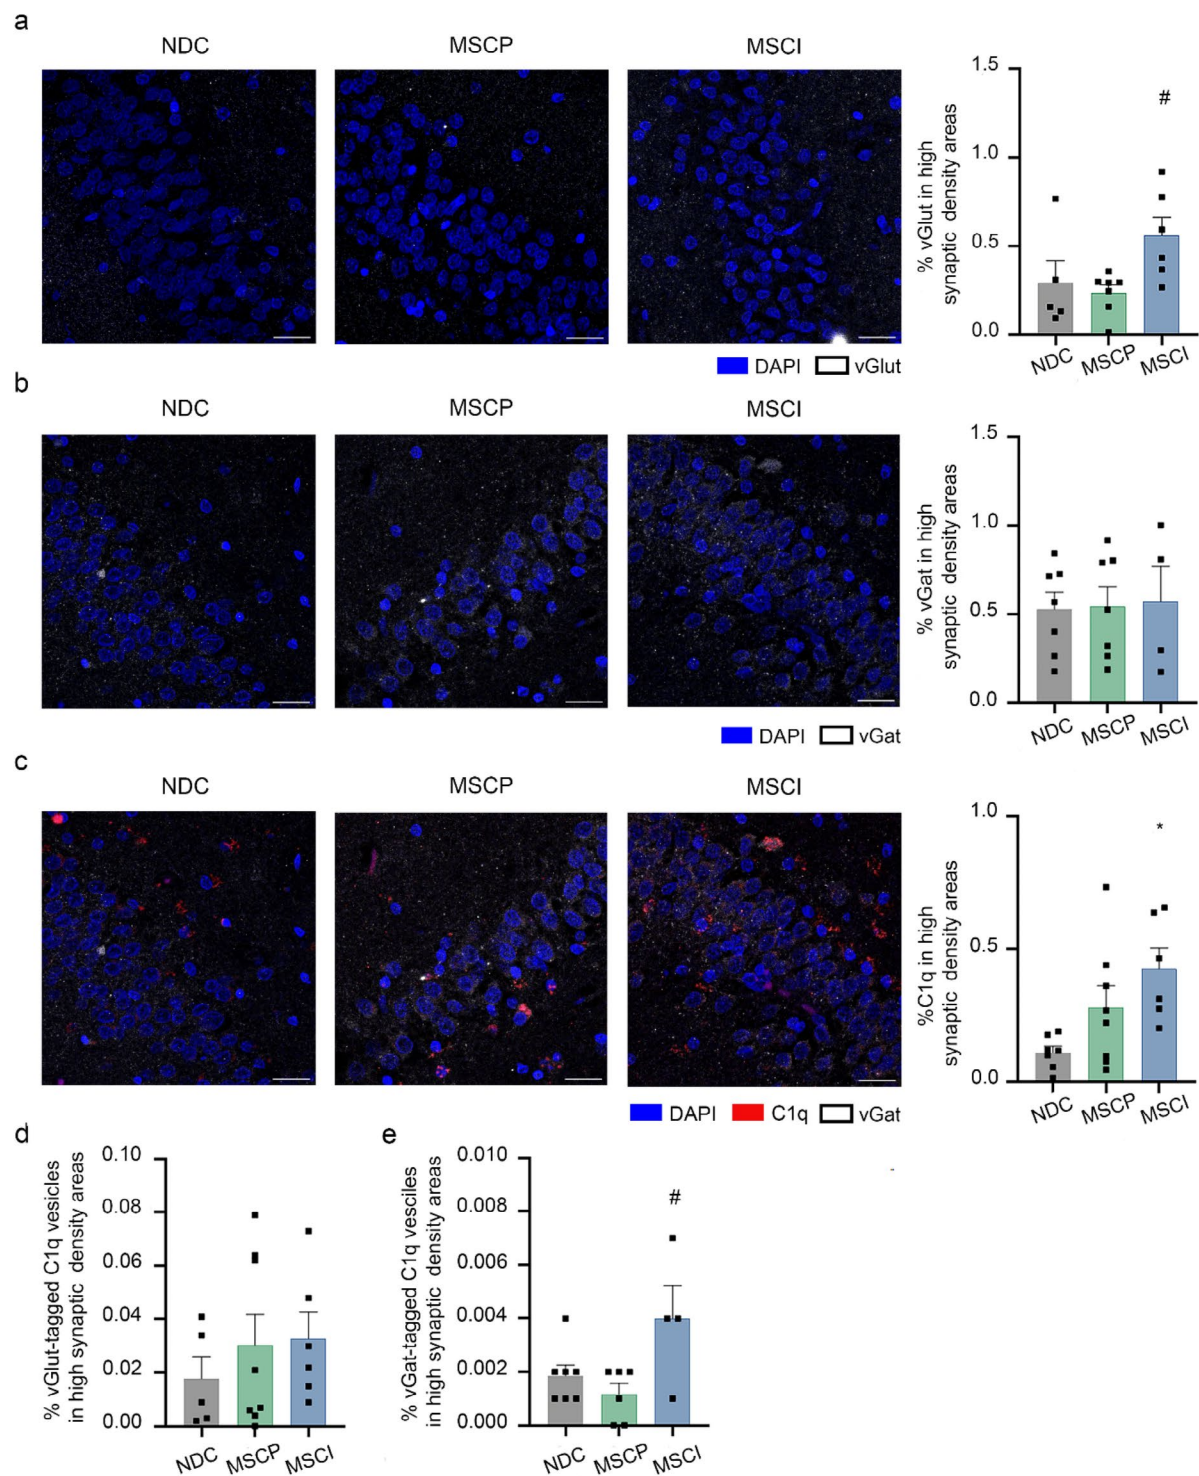 a
NDC
MSCP
MSCI
% vGlut in high
synaptic density areas
1.5
1.0
0.5
0.0
#
NDC
MSCP
MSCI
DAPI
vGlut
b
NDC
MSCP
MSCI
% vGat in high
synaptic density areas
1.5
1.0
0.5
0.0
NDC
MSCP
MSCI
DAPI
vGat
c
NDC
MSCP
MSCI
%C1q in high
synaptic density areas
1.0
0.5
0.0
*
NDC
MSCP
MSCI
DAPI
C1q
vGat
d
% vGlut-tagged C1q vesicles
in high synaptic density areas
0.10
0.08
0.06
0.04
0.02
0.00
NDC
MSCP
MSCI
e
% vGat-tagged C1q vesciles
in high synaptic density areas
0.010
0.008
0.006
0.004
0.002
0.000
#
NDC
MSCP
MSCI